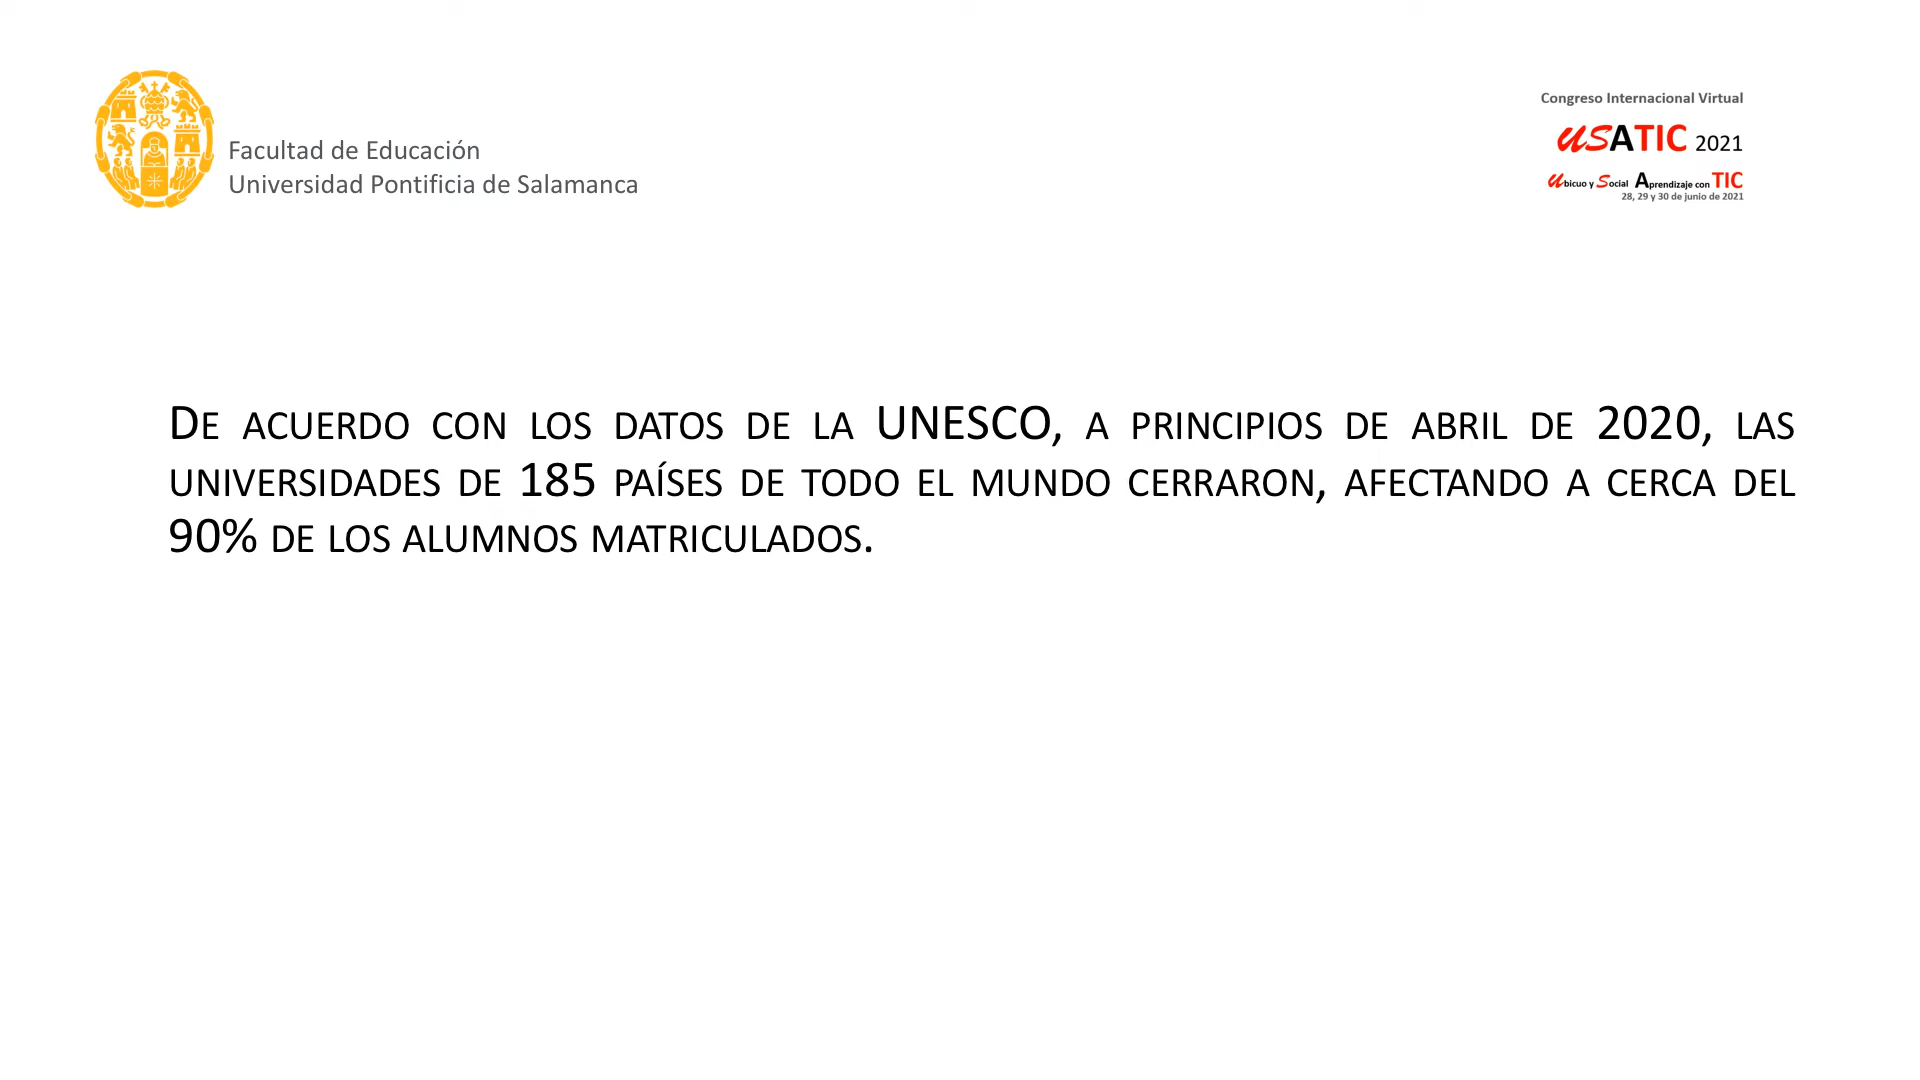 Facultad de Educación
Universidad Pontificia de Salamanca
Congreso Internacional Virtual
USATIC 2021
Ubicuo y Social Aprendizaje con TIC
28, 29 y 30 de junio de 2021
DE ACUERDO CON LOS DATOS DE LA UNESCO, A PRINCIPIOS DE ABRIL DE 2020, LAS
UNIVERSIDADES DE 185 PAÍSES DE TODO EL MUNDO CERRARON, AFECTANDO A CERCA DEL
90% DE LOS ALUMNOS MATRICULADOS.